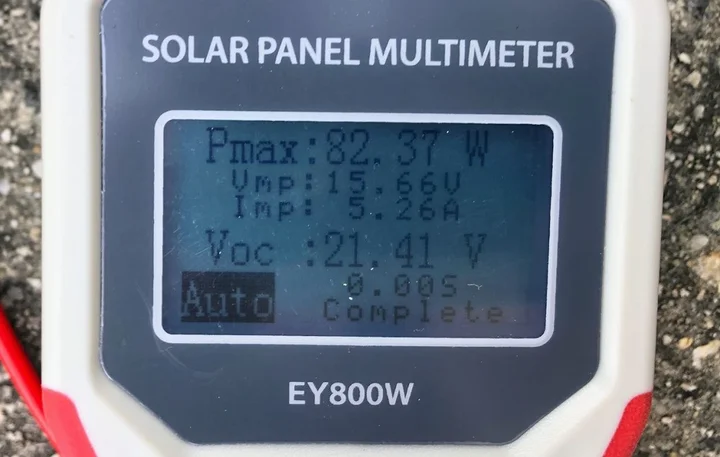 SOLAR PANEL MULTIMETER
Pmax:82.37 W
Vmp:15.66V
Imp: 5.26A
Voc :21.41 V
0.00S
Auto Complete
EY800W